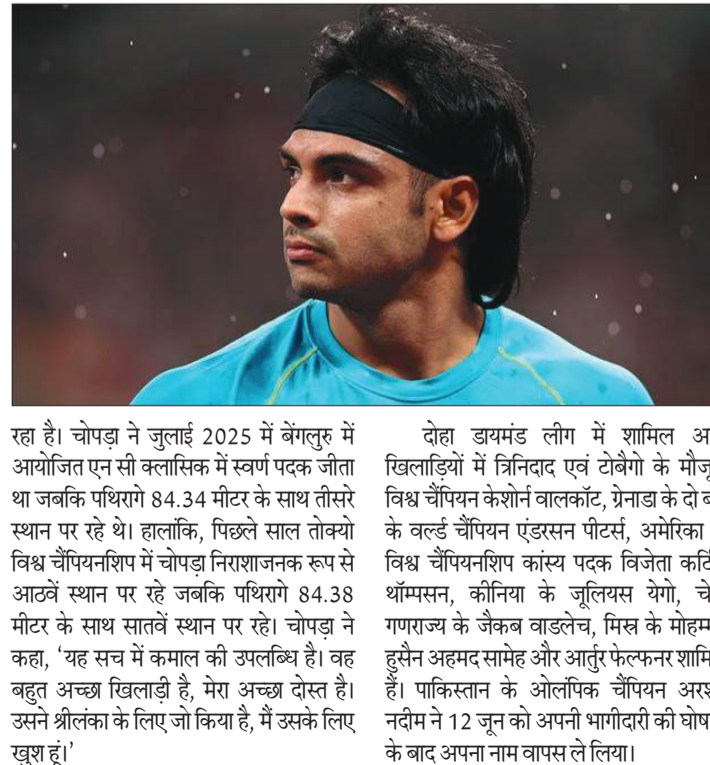 रहा है। चोपड़ा ने जुलाई 2025 में बेंगलुरु में
आयोजित एन सी क्लासिक में स्वर्ण पदक जीता
था जबकि पथिरागे 84.34 मीटर के साथ तीसरे
स्थान पर रहे थे। हालांकि, पिछले साल तोक्यो
विश्व चैंपियनशिप में चोपड़ा निराशाजनक रूप से
आठवें स्थान पर रहे जबकि पथिरागे 84.38
मीटर के साथ सातवें स्थान पर रहे। चोपड़ा ने
कहा, ‘यह सच में कमाल की उपलब्धि है। वह
बहुत अच्छा खिलाड़ी है, मेरा अच्छा दोस्त है।
उसने श्रीलंका के लिए जो किया है, मैं उसके लिए
खुश हूं।’
दोहा डायमंड लीग में शामिल
खिलाड़ियों में त्रिनिदाद एवं टोबैगो के
विश्व चैंपियन केशोर्न वालकॉट, ग्रेनाडा के दो
के वर्ल्ड चैंपियन एंडरसन पीटर्स, अमेरिका
विश्व चैंपियनशिप कांस्य पदक विजेता
थॉम्पसन, कीनिया के जूलियस येगो,
गणराज्य के जैकब वाडलेच, मिस्र के
हुसैन अहमद सामेह और आर्तुर फेल्फनर
हैं। पाकिस्तान के ओलंपिक चैंपियन
नदीम ने 12 जून को अपनी भागीदारी की
के बाद अपना नाम वापस ले लिया।